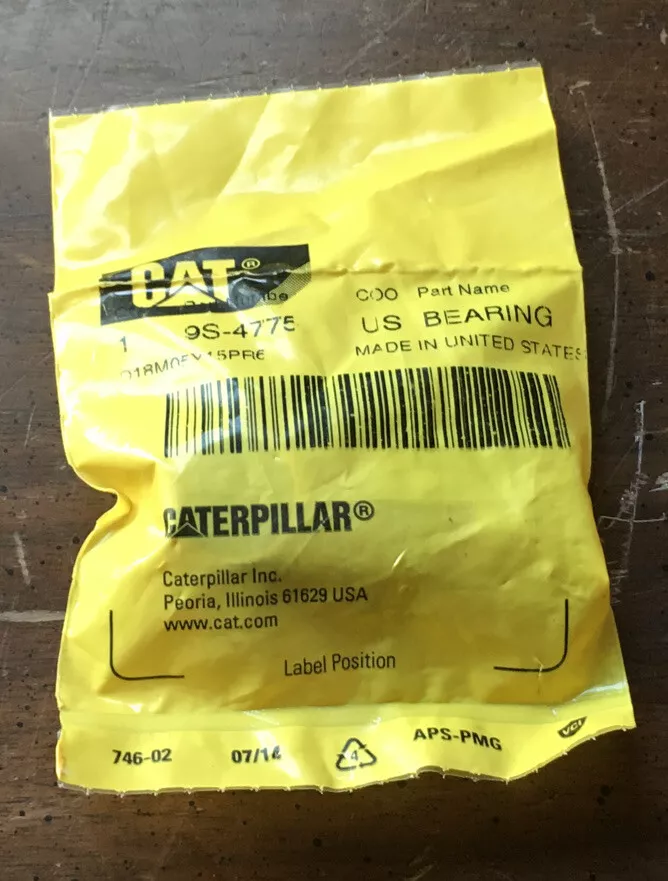 CAT®
COO Part Name
1 9S-4775 US BEARING
MADE IN UNITED STATES
CATERPILLAR®
Caterpillar Inc.
Peoria, Illinois 61629 USA
www.cat.com
Label Position
746-02 07/14 4 APS-PMG VCI